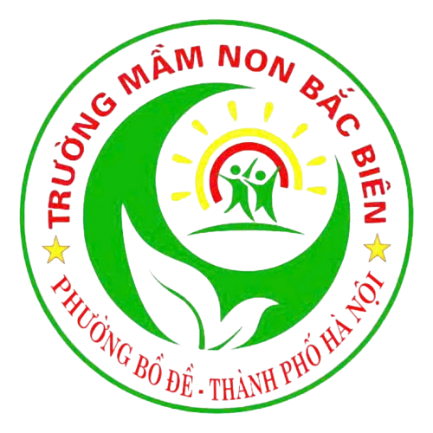 TRƯỜNG MẦM NON BẮC BIÊN
PHƯỜNG BỒ ĐỀ - THÀNH PHỐ HÀ NỘI